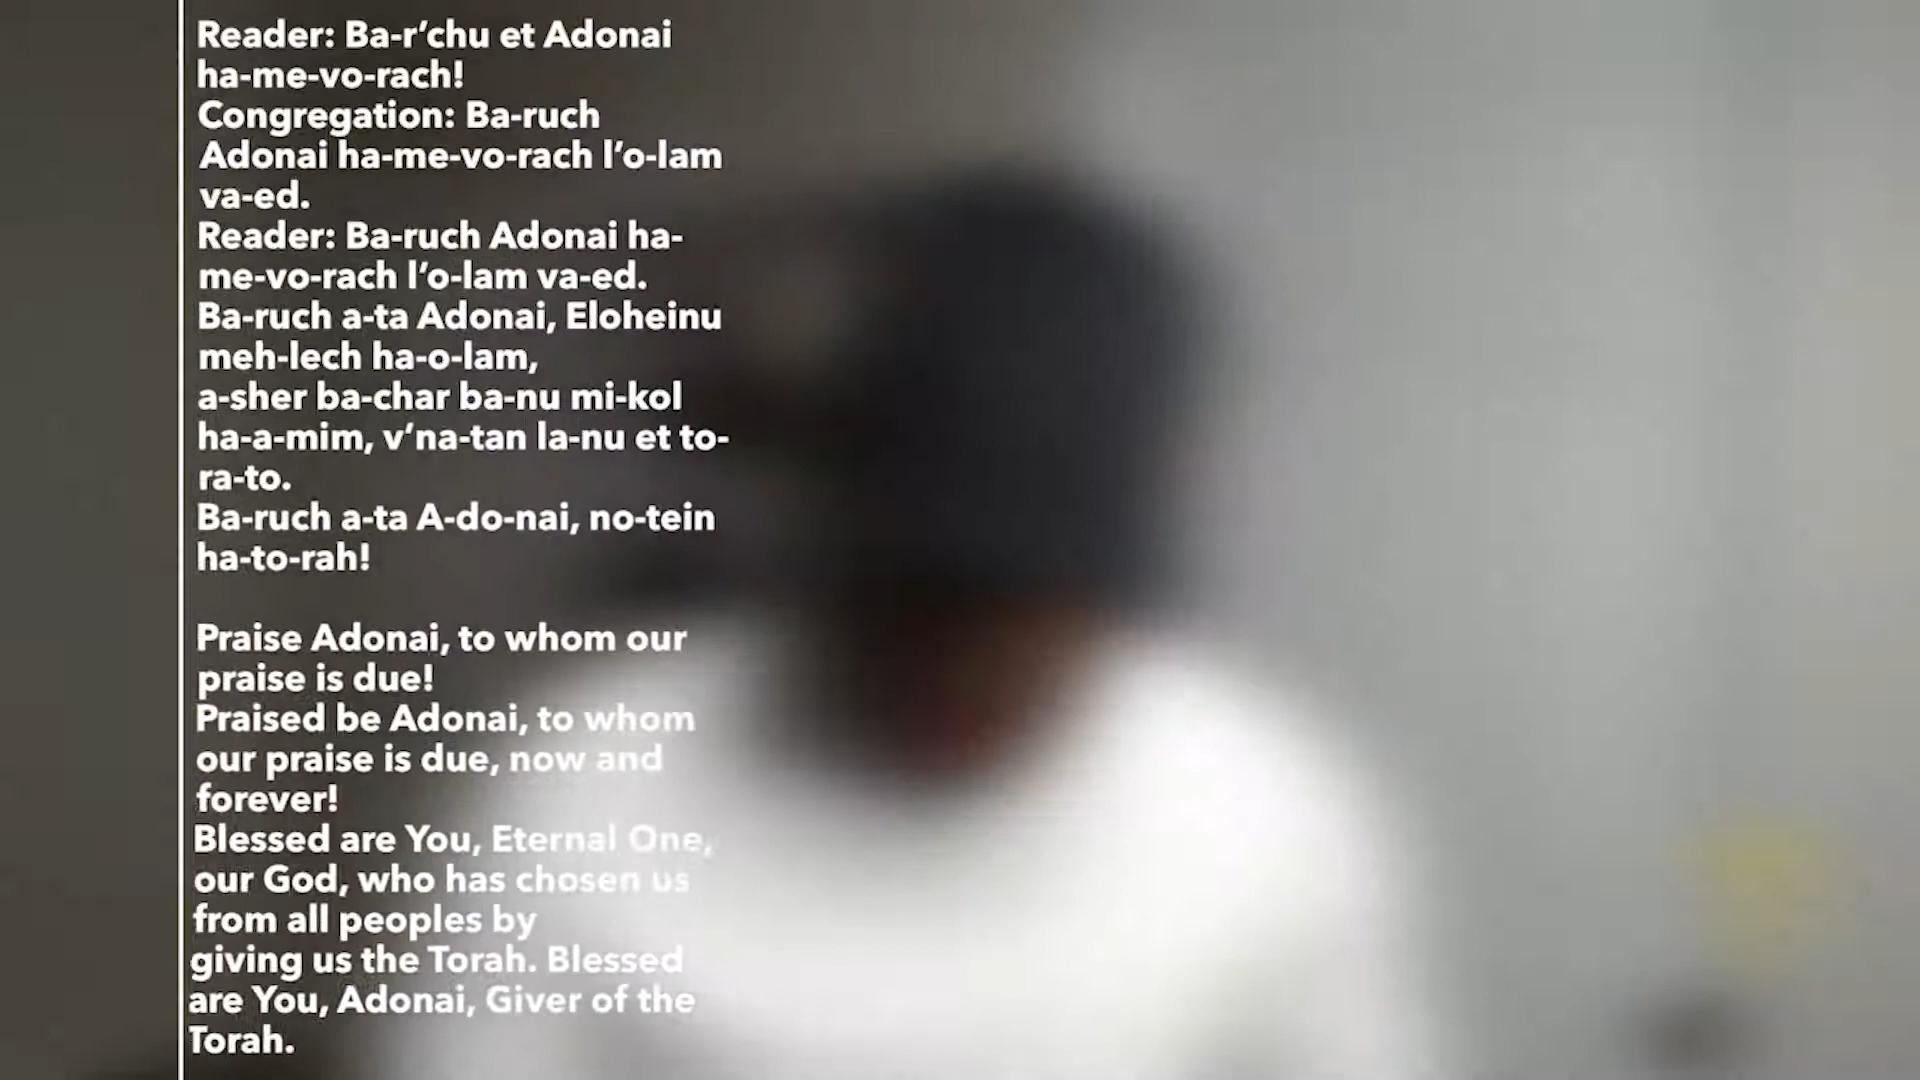 Reader: Ba-r’chu et Adonai
ha-me-vo-rach!
Congregation: Ba-ruch
Adonai ha-me-vo-rach l’o-lam
va-ed.
Reader: Ba-ruch Adonai ha-
me-vo-rach l’o-lam va-ed.
Ba-ruch a-ta Adonai, Eloheinu
meh-lech ha-o-lam,
a-sher ba-char ba-nu mi-kol
ha-a-mim, v’na-tan la-nu et to-
ra-to.
Ba-ruch a-ta A-do-nai, no-tein
ha-to-rah!
Praise Adonai, to whom our
praise is due!
Praised be Adonai, to whom
our praise is due, now and
forever!
Blessed are You, Eternal One,
our God, who has chosen us
from all peoples by
giving us the Torah. Blessed
are You, Adonai, Giver of the
Torah.